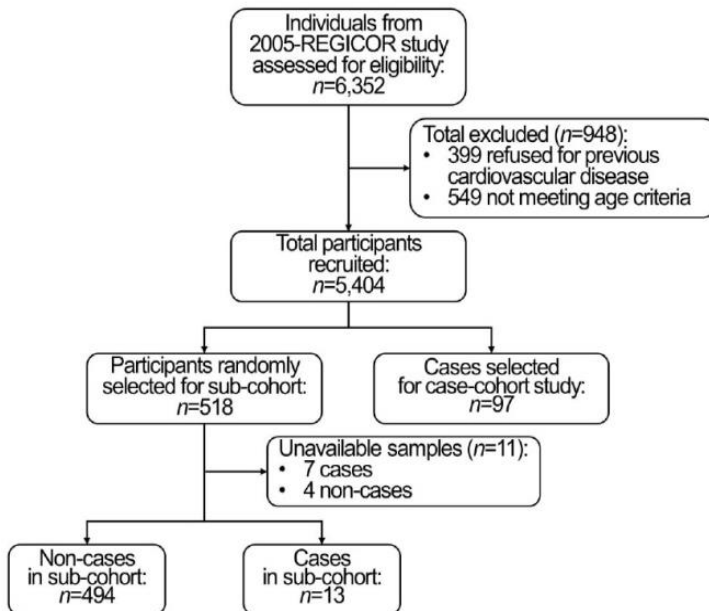 Individuals from
2005-REGICOR study
assessed for eligibility:
n=6,352
Total excluded (n=948):
• 399 refused for previous
cardiovascular disease
• 549 not meeting age criteria
Total participants
recruited:
n=5,404
Participants randomly
selected for sub-cohort:
n=518
Cases selected
for case-cohort study:
n=97
Unavailable samples (n=11):
• 7 cases
• 4 non-cases
Non-cases
in sub-cohort:
n=494
Cases
in sub-cohort:
n=13